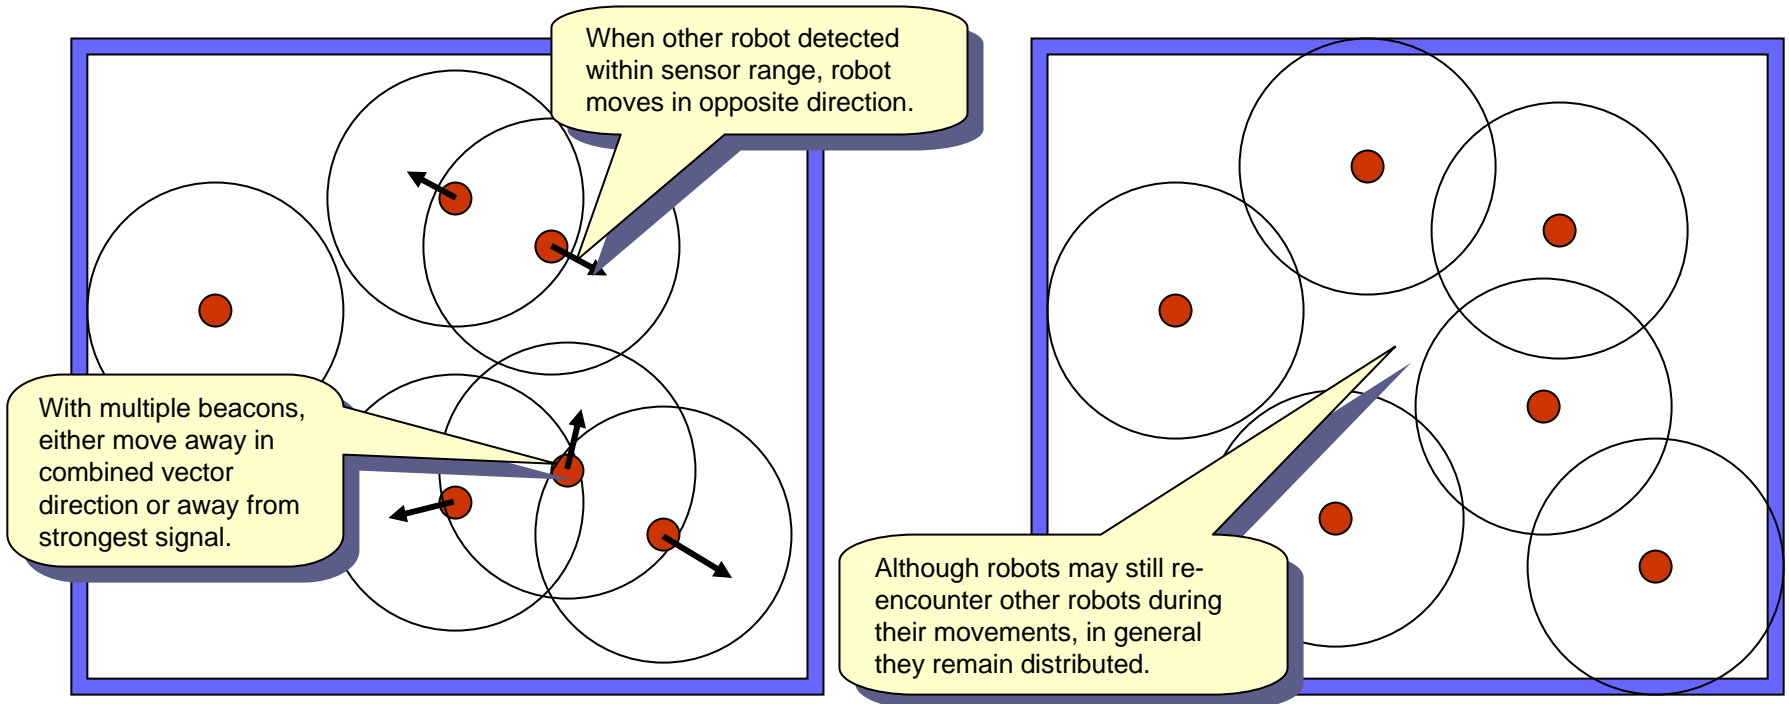 When other robot detected
within sensor range, robot
moves in opposite direction.
With multiple beacons,
either move away in
combined vector
direction or away from
strongest signal.
Although robots may still re-
encounter other robots during
their movements, in general
they remain distributed.